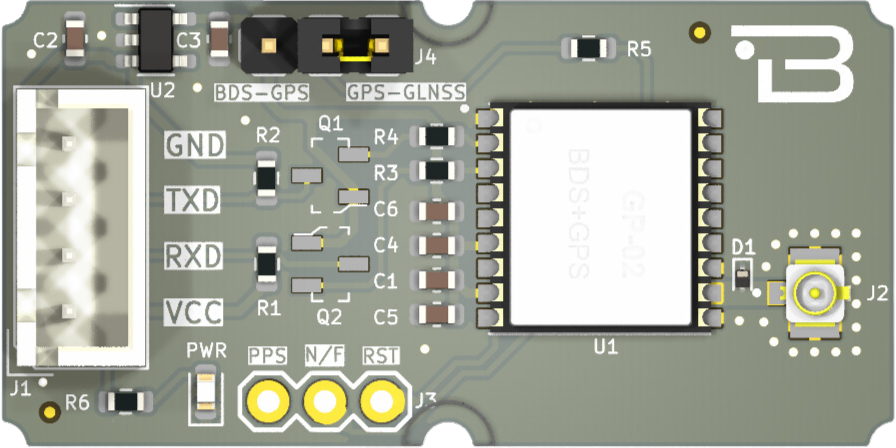 C2
C3
J4
R5
U2
BDS-GPS
GPS-GLNSS
Q1
R2
R4
GND
R3
TXD
C6
BDS+GPS
GP-02
RXD
C4
D1
C1
J2
R1
VCC
C5
Q2
U1
PWR
PPS
N/F
RST
J1
R6
J3